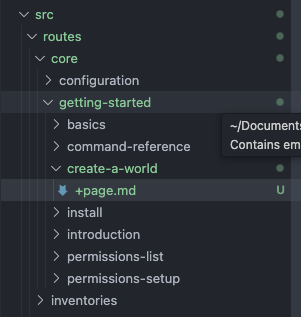 src
routes
core
configuration
getting-started
basics
~/Documents
command-reference
Contains em
create-a-world
+page.md U
install
introduction
permissions-list
permissions-setup
inventories